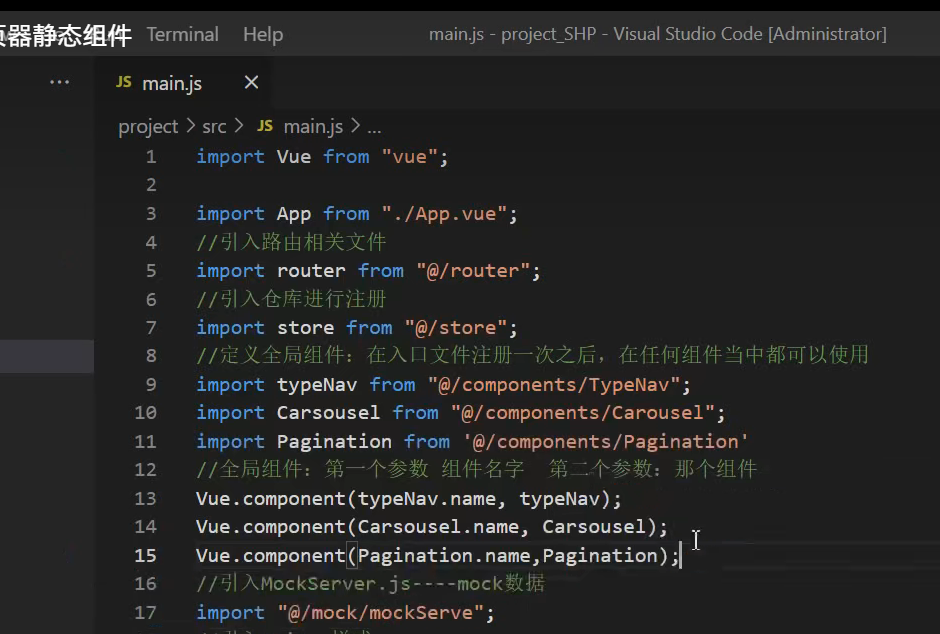 页器静态组件 Terminal Help main.js - project_SHP - Visual Studio Code [Administrator]
··· JS main.js ×
project > src > JS main.js > ...
1 import Vue from "vue";
2
3 import App from "./App.vue";
4 //引入路由相关文件
5 import router from "@/router";
6 //引入仓库进行注册
7 import store from "@/store";
8 //定义全局组件：在入口文件注册一次之后，在任何组件当中都可以使用
9 import typeNav from "@/components/TypeNav";
10 import Carsousel from "@/components/Carousel";
11 import Pagination from '@/components/Pagination'
12 //全局组件：第一个参数 组件名字  第二个参数：那个组件
13 Vue.component(typeNav.name, typeNav);
14 Vue.component(Carsousel.name, Carsousel);
15 Vue.component(Pagination.name,Pagination);
16 //引入MockServer.js----mock数据
17 import "@/mock/mockServe";